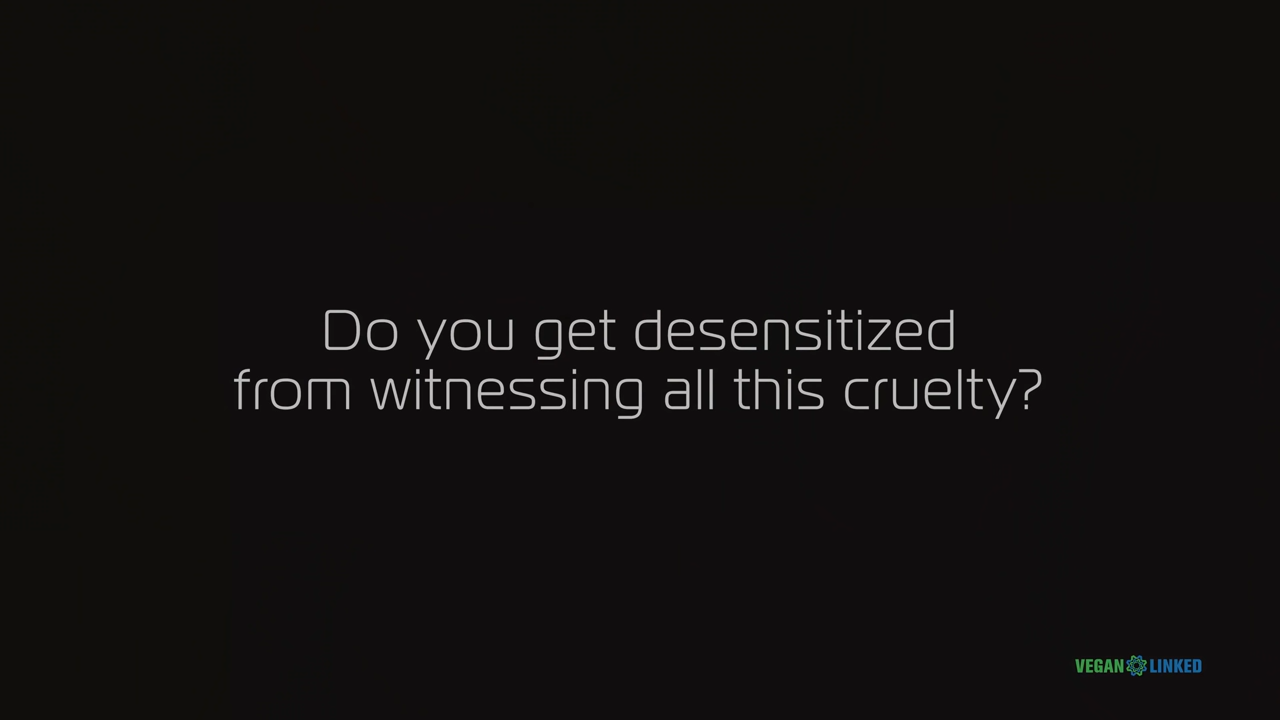 Do you get desensitized
from witnessing all this cruelty?
VEGAN LINKED